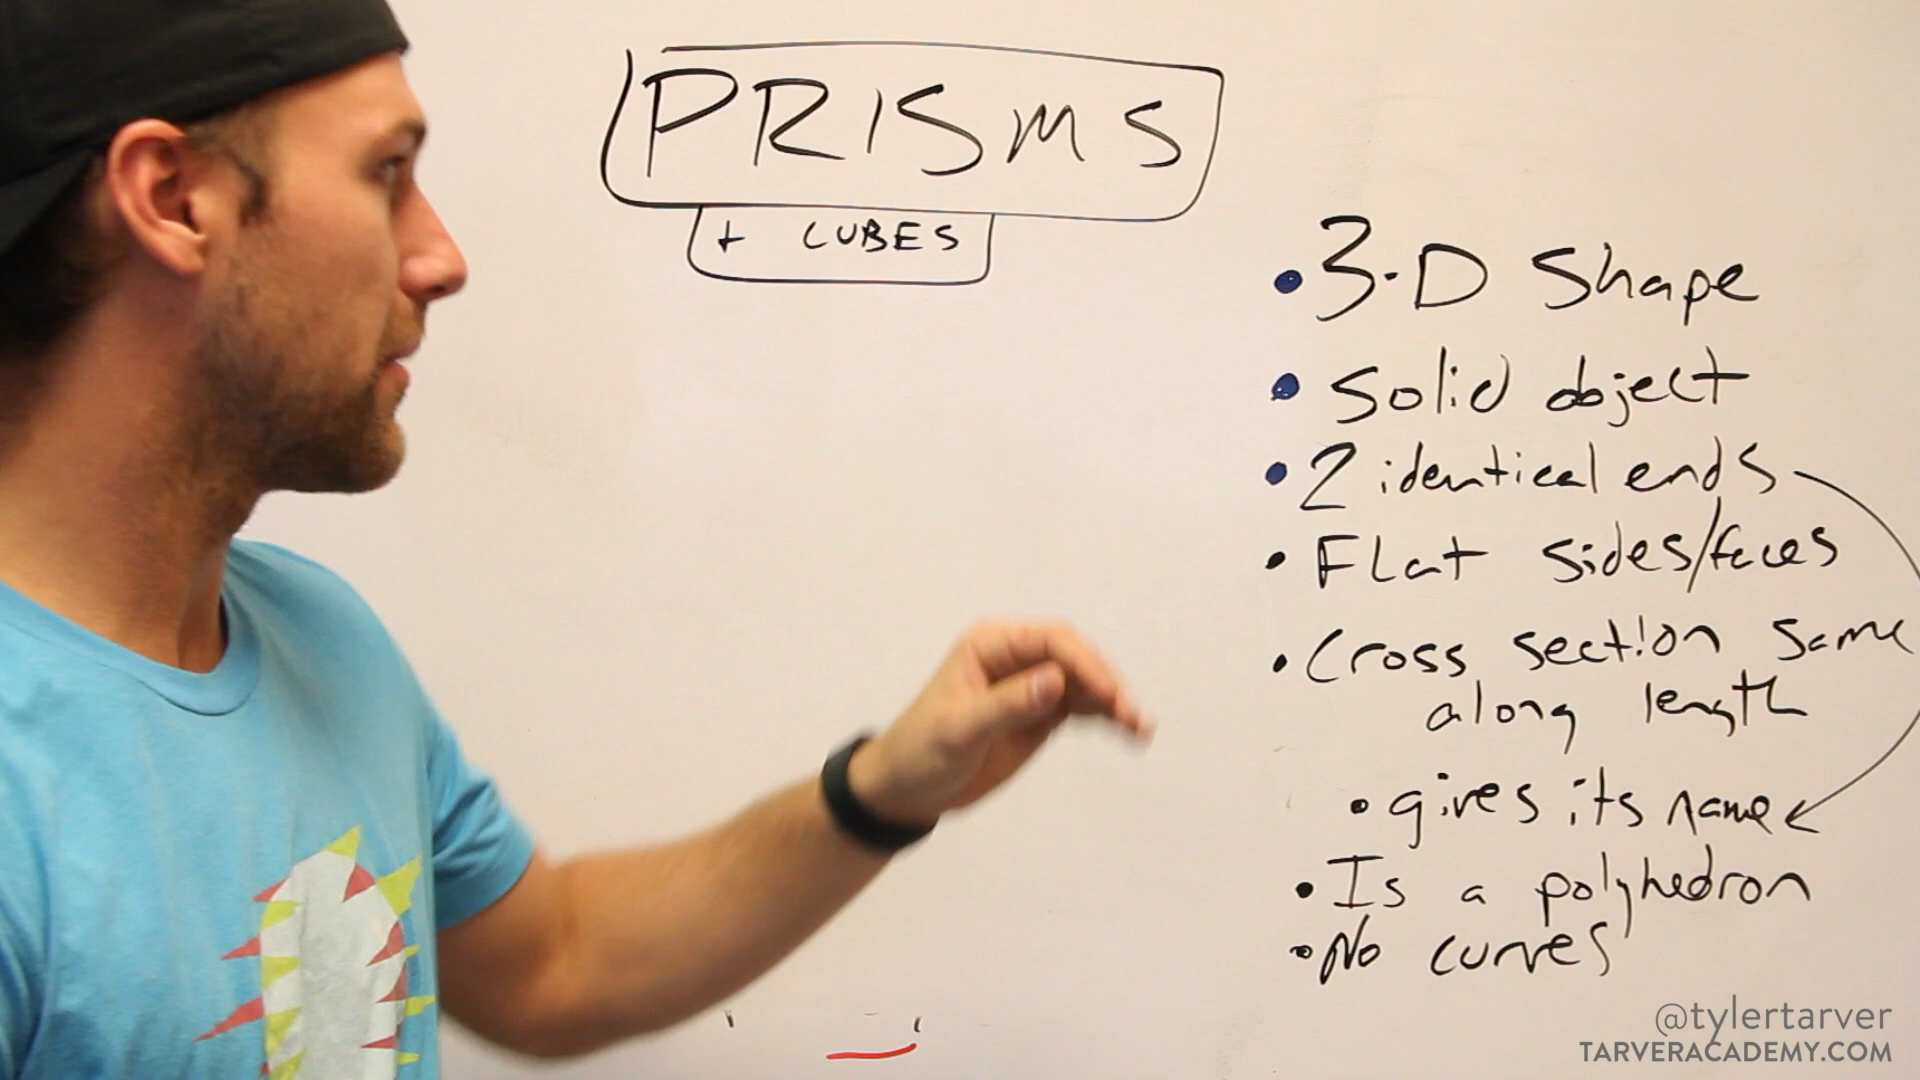 PRISMS
+ CUBES
• 3-D Shape
• Solid object
• 2 identical ends
• Flat sides/faces
• Cross section same
along length
• gives its name
• Is a polyhedron
• No curves
@tylertarver
TARVERACADEMY.COM